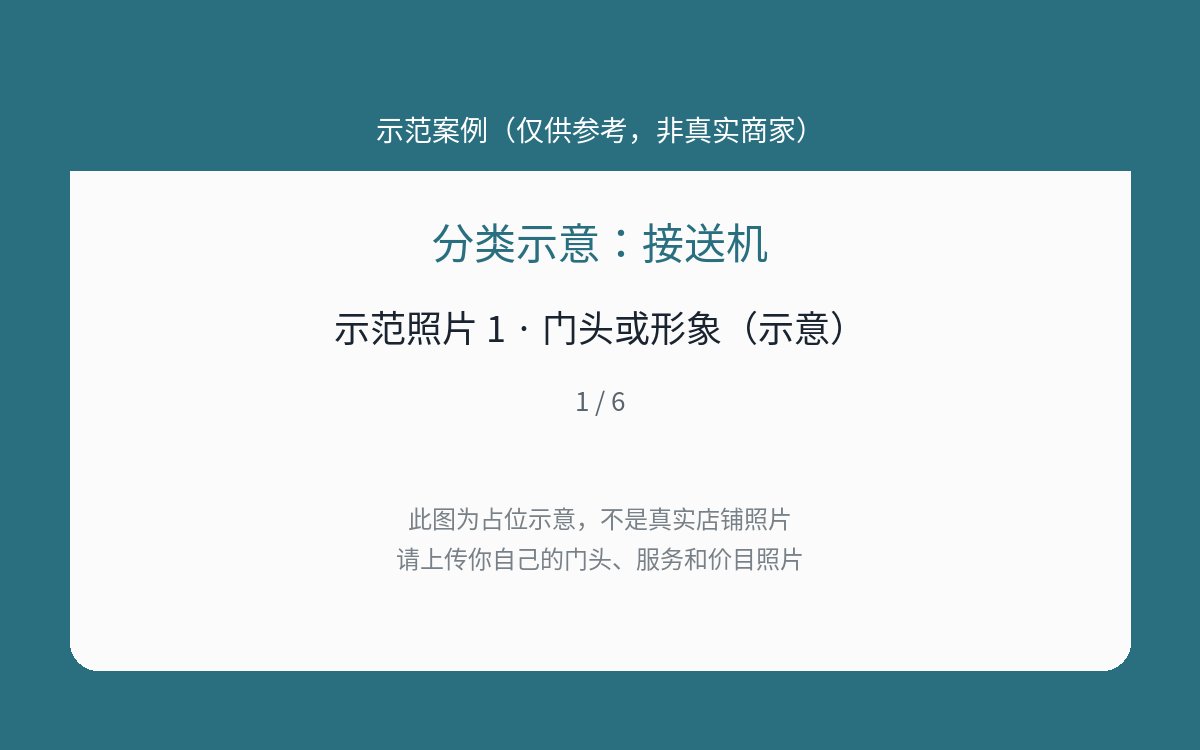 示范案例（仅供参考，非真实商家）
分类示意：接送机
示范照片 1 · 门头或形象（示意）
1 / 6
此图为占位示意，不是真实店铺照片
请上传你自己的门头、服务和价目照片